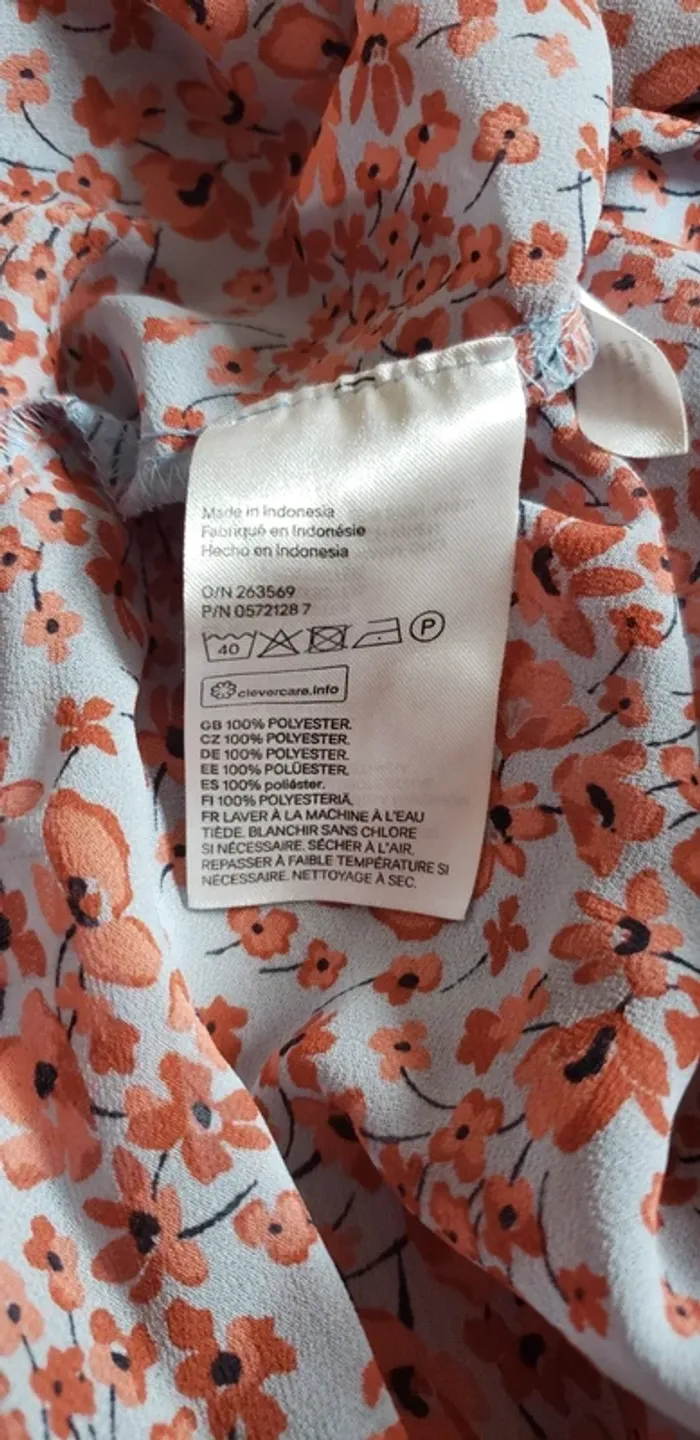 Made in Indonesia
Fabriqué en Indonésie
Hecho en Indonesia
O/N 263569
P/N 0572128 7
40
P
clevercare.info
GB 100% POLYESTER.
CZ 100% POLYESTER.
DE 100% POLYESTER.
EE 100% POLÜESTER.
ES 100% poliéster.
FI 100% POLYESTERIÄ.
FR LAVER À LA MACHINE À L'EAU
TIÈDE. BLANCHIR SANS CHLORE
SI NÉCESSAIRE. SÉCHER À L'AIR.
REPASSER À FAIBLE TEMPÉRATURE SI
NÉCESSAIRE. NETTOYAGE À SEC.